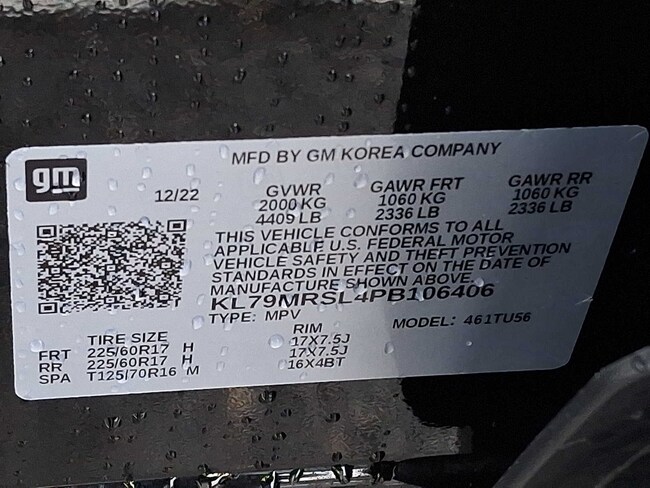 MFD BY GM KOREA COMPANY
gm
12/22
GVWR GAWR FRT GAWR RR
2000 KG 1060 KG 1060 KG
4409 LB 2336 LB 2336 LB
THIS VEHICLE CONFORMS TO ALL
APPLICABLE U.S. FEDERAL MOTOR
VEHICLE SAFETY AND THEFT PREVENTION
STANDARDS IN EFFECT ON THE DATE OF
MANUFACTURE SHOWN ABOVE.
KL79MRSL4PB106406
TYPE: MPV MODEL: 461TU56
TIRE SIZE RIM
FRT 225/60R17 H 17X7.5J
RR 225/60R17 H 17X7.5J
SPA T125/70R16 M 16X4BT